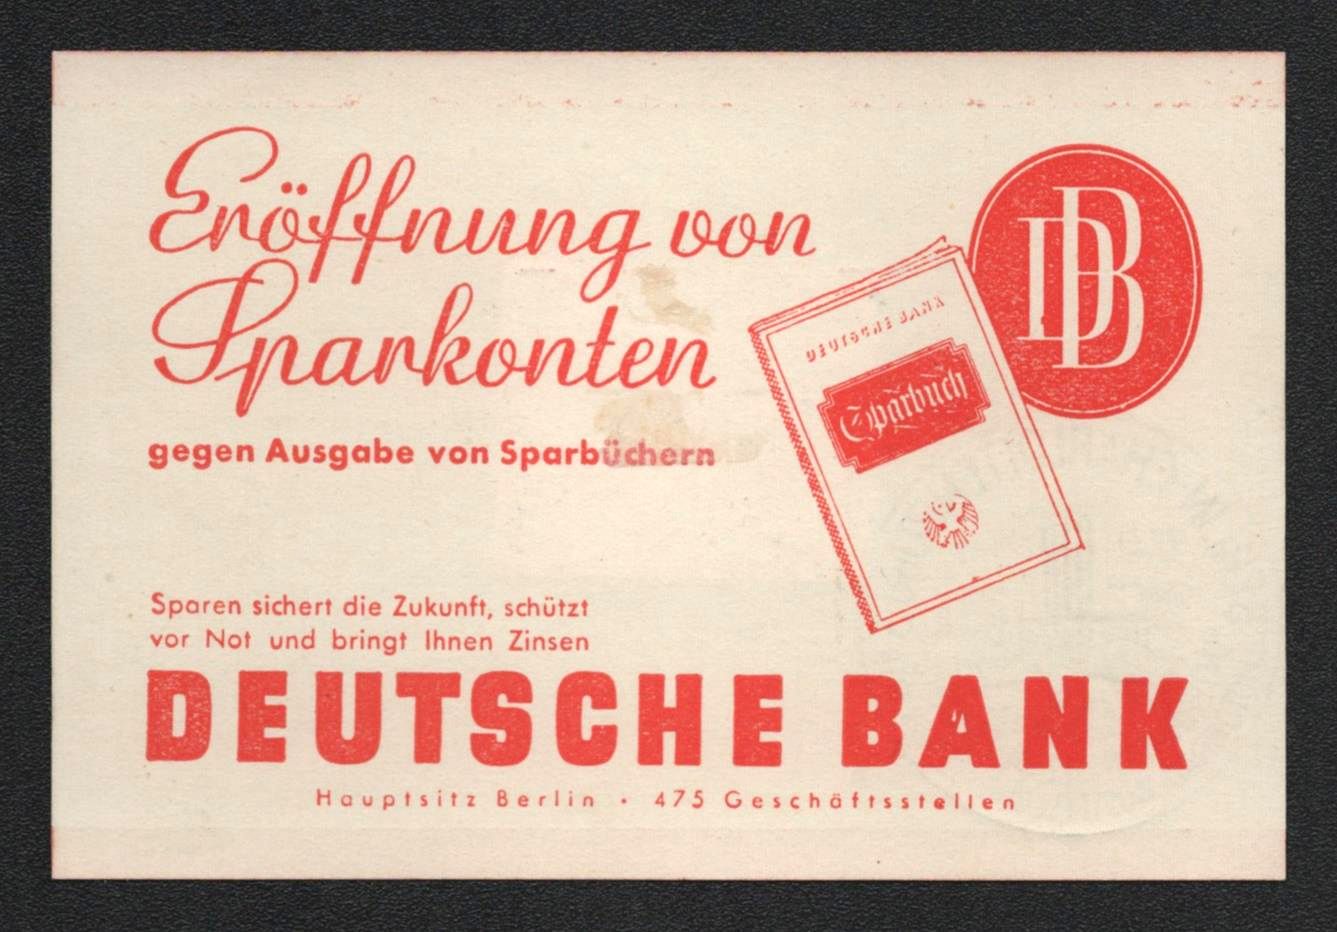 Eröffnung von
Sparkonten
gegen Ausgabe von Sparbüchern
DB
DEUTSCHE BANK
Sparbuch
Sparen sichert die Zukunft, schützt
vor Not und bringt Ihnen Zinsen
DEUTSCHE BANK
Hauptsitz Berlin · 475 Geschäftsstellen